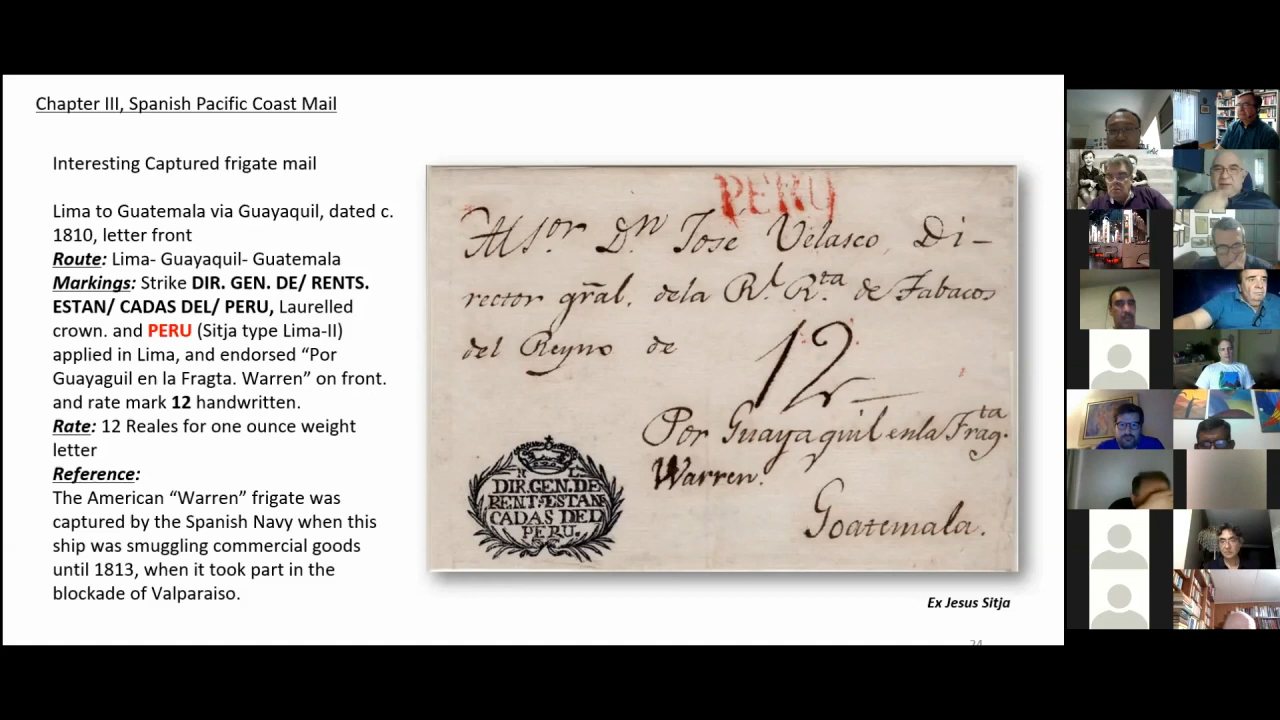 Chapter III, Spanish Pacific Coast Mail
Interesting Captured frigate mail
Lima to Guatemala via Guayaquil, dated c.
1810, letter front
Route: Lima- Guayaquil- Guatemala
Markings: Strike DIR. GEN. DE/ RENTS.
ESTAN/ CADAS DEL/ PERU, Laurelled
crown. and PERU (Sitja type Lima-II)
applied in Lima, and endorsed “Por
Guayaguil en la Fragta. Warren” on front.
and rate mark 12 handwritten.
Rate: 12 Reales for one ounce weight
letter
Reference:
The American “Warren” frigate was
captured by the Spanish Navy when this
ship was smuggling commercial goods
until 1813, when it took part in the
blockade of Valparaiso.
PERU
Al Sor. Dn José Velasco, Di-
rector gral. dela Rl. Rta. de Tabacos
del Reyno de
12
Por Guayaquil enla Fragta.
Warren.
Goatemala.
DIR.GEN.DE
RENT.ESTAN
CADAS DEL
PERU.
Ex Jesus Sitja